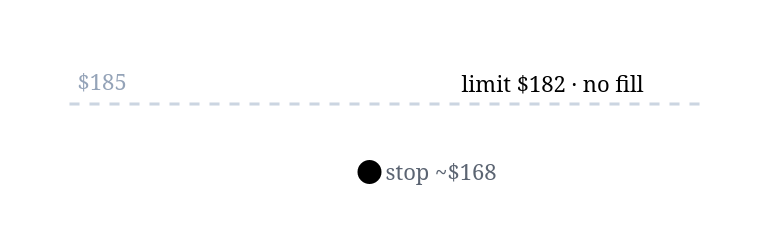 $185
limit $182 · no fill
stop ~$168